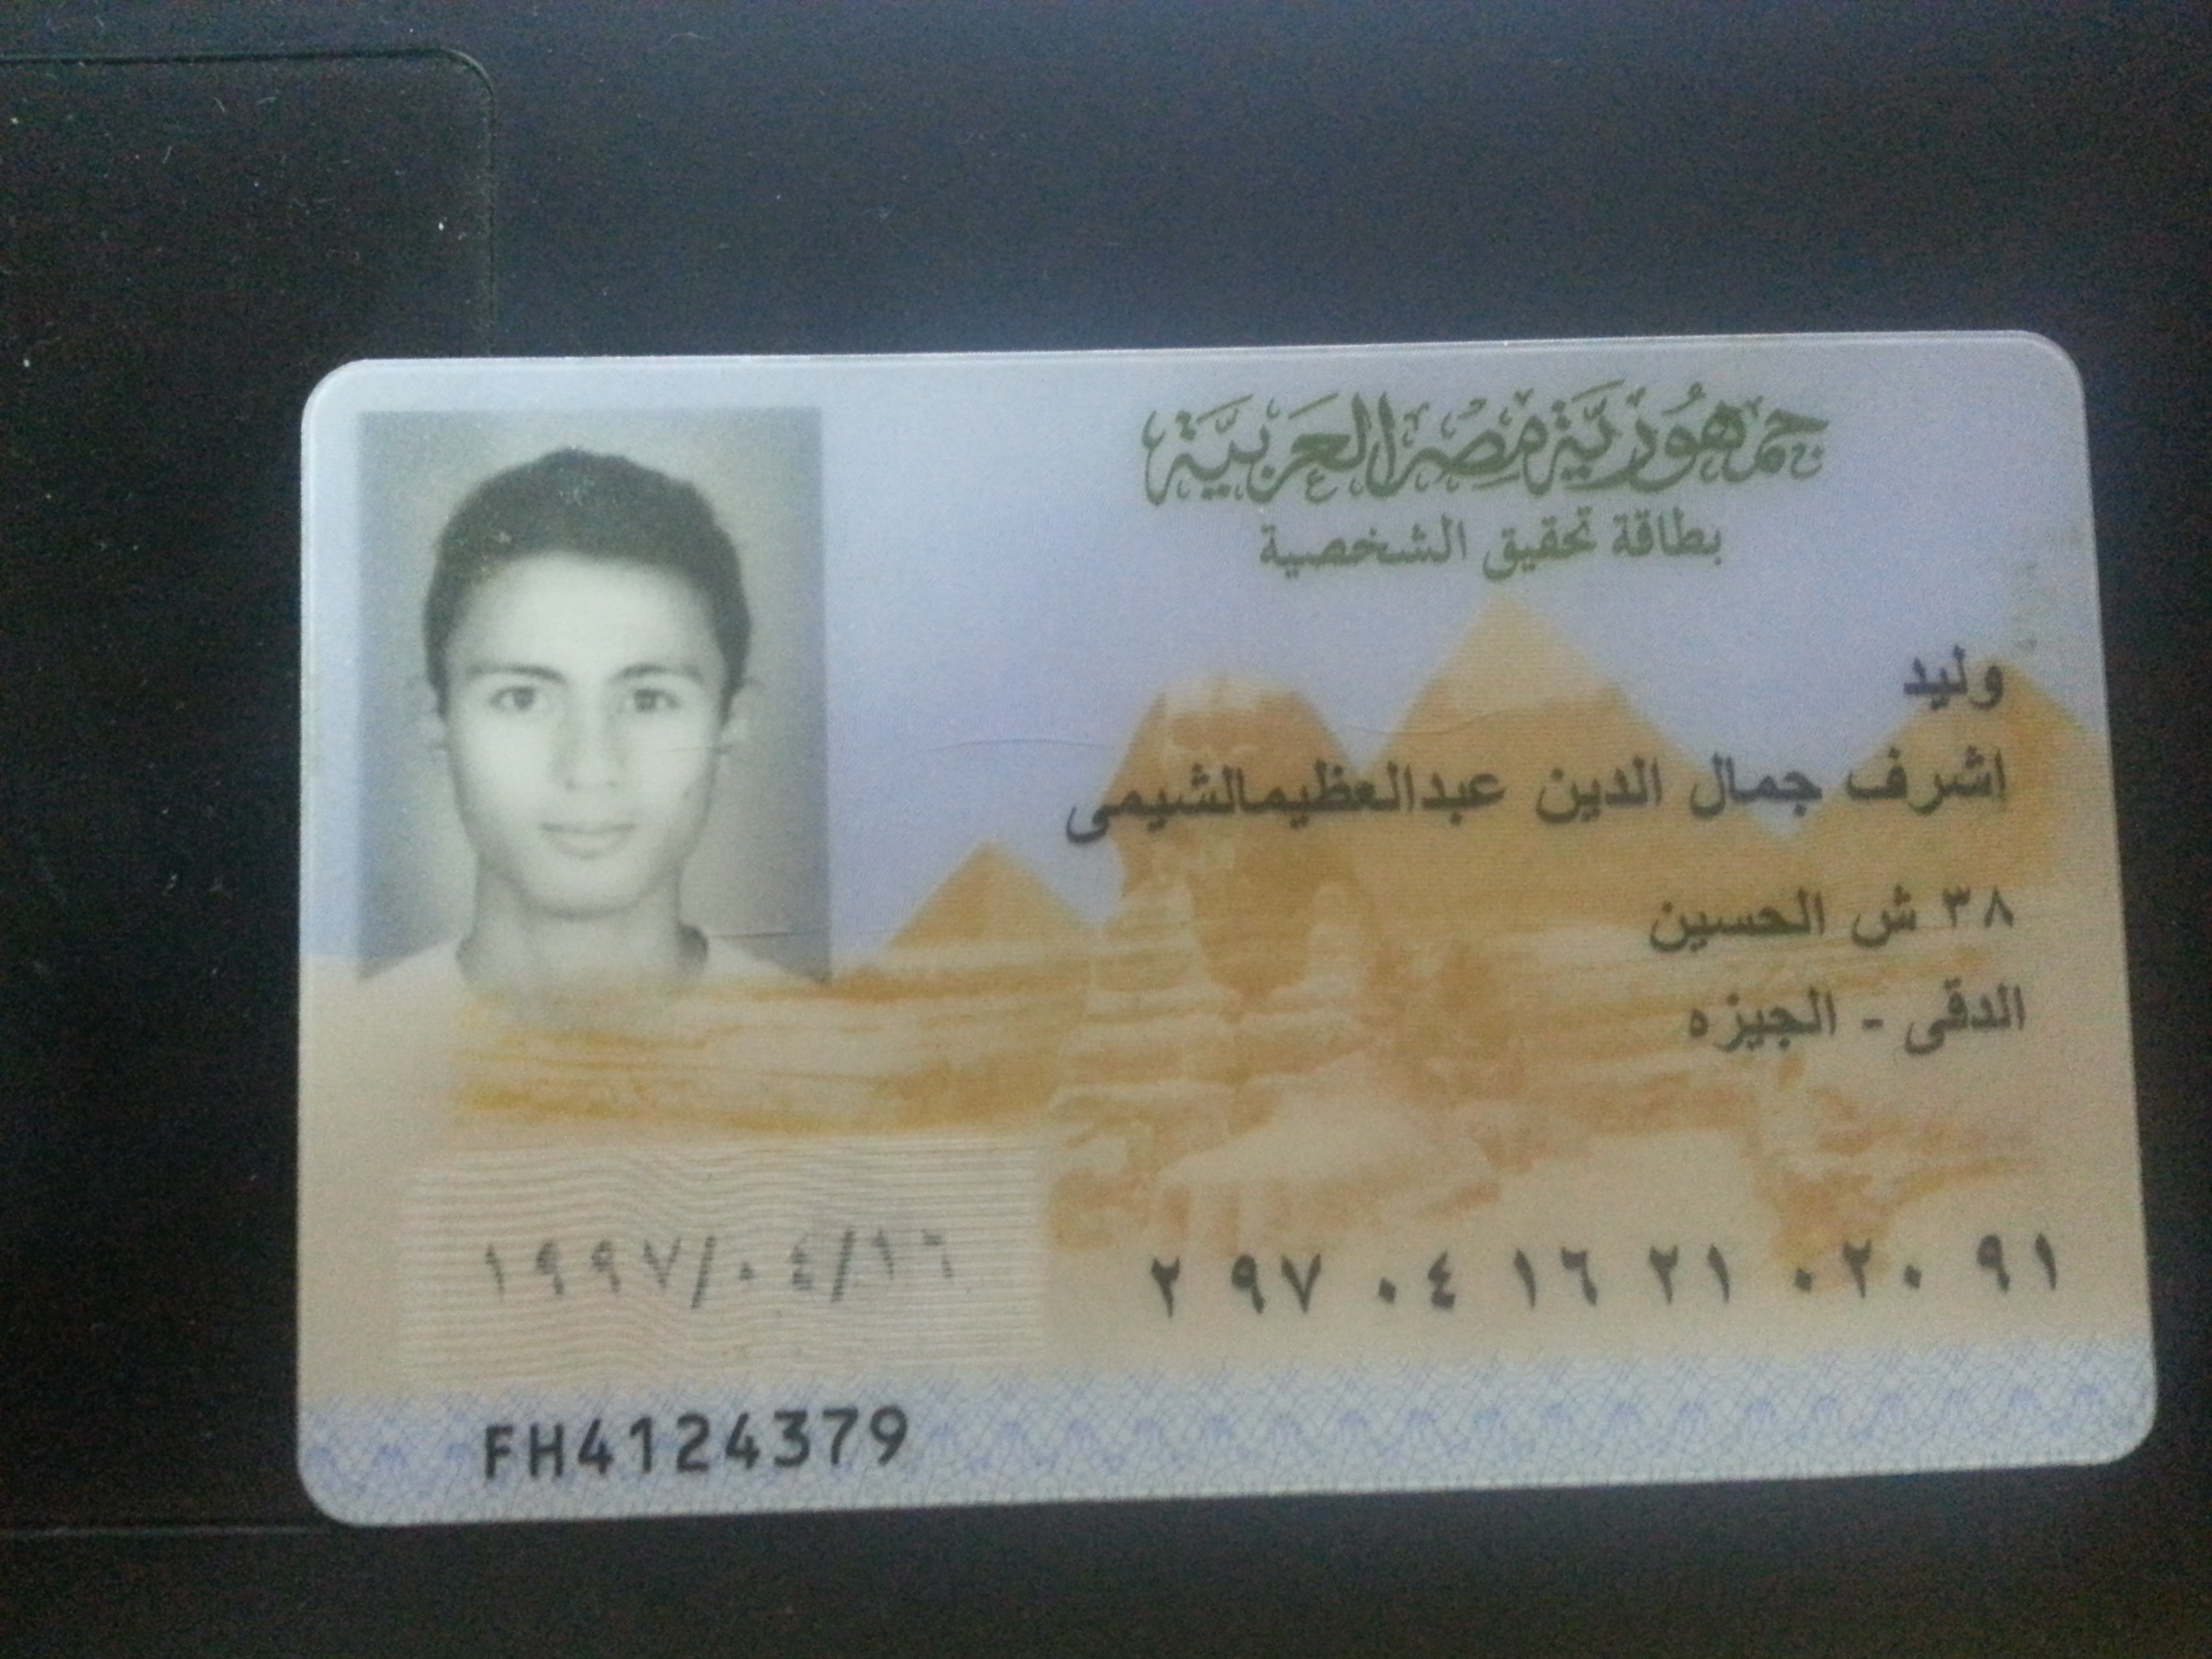 جمهورية مصر العربية
بطاقة تحقيق الشخصية
وليد
اشرف جمال الدين عبدالعظيمالشيمى
٣٨ ش الحسين
الدقى - الجيزه
٢ ٩٧ ٠٤ ١٦ ٢١ ٠٢٠ ٩١
١٩٩٧/٠٤/١٦
FH4124379